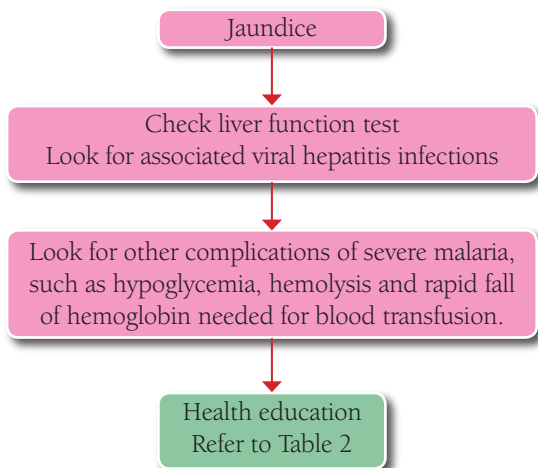 Jaundice
Check liver function test
Look for associated viral hepatitis infections
Look for other complications of severe malaria,
such as hypoglycemia, hemolysis and rapid fall
of hemoglobin needed for blood transfusion.
Health education
Refer to Table 2